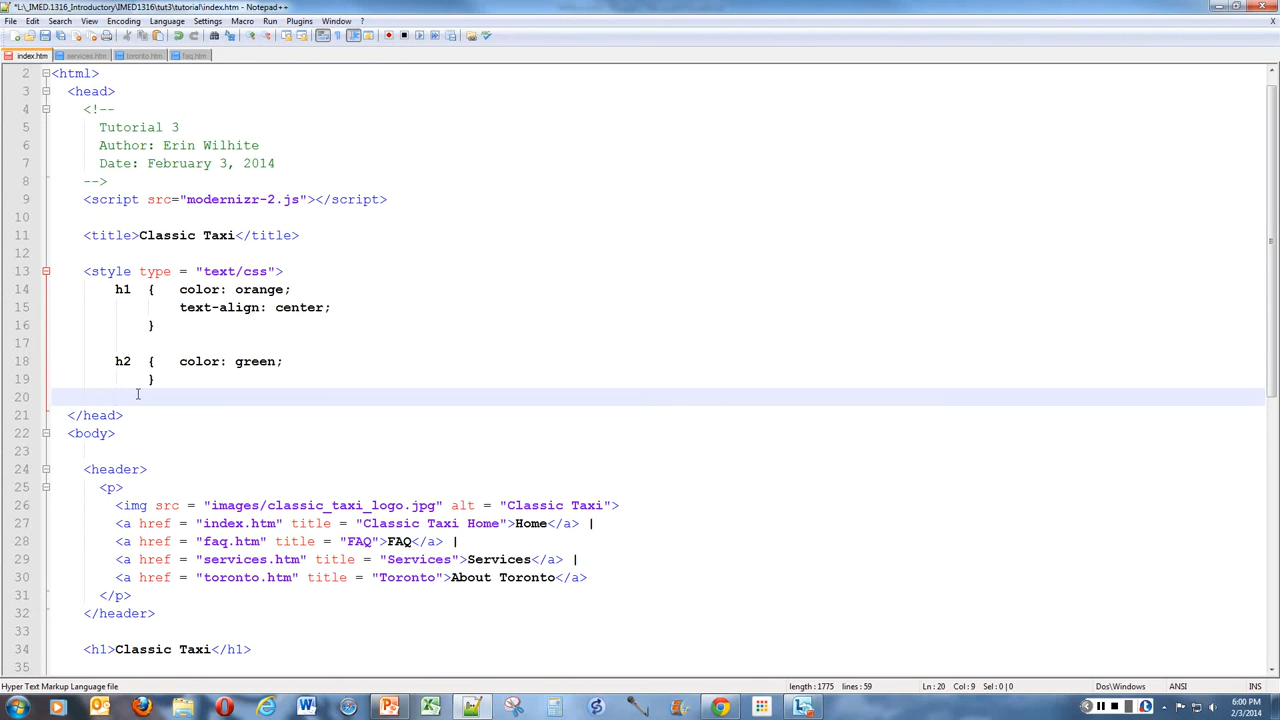 *L:\_IMED.1316_Introductory\IMED1316\tut3\tutorial\index.htm - Notepad++
File Edit Search View Encoding Language Settings Macro Run Plugins Window ? X
index.htm services.htm toronto.htm faq.htm
2 <html>
3 <head>
4 <!--
5 Tutorial 3
6 Author: Erin Wilhite
7 Date: February 3, 2014
8 -->
9 <script src="modernizr-2.js"></script>
10
11 <title>Classic Taxi</title>
12
13 <style type = "text/css">
14 h1 { color: orange;
15 text-align: center;
16 }
17
18 h2 { color: green;
19 }
20
21 </head>
22 <body>
23
24 <header>
25 <p>
26 <img src = "images/classic_taxi_logo.jpg" alt = "Classic Taxi">
27 <a href = "index.htm" title = "Classic Taxi Home">Home</a> |
28 <a href = "faq.htm" title = "FAQ">FAQ</a> |
29 <a href = "services.htm" title = "Services">Services</a> |
30 <a href = "toronto.htm" title = "Toronto">About Toronto</a>
31 </p>
32 </header>
33
34 <h1>Classic Taxi</h1>
35
Hyper Text Markup Language file length : 1775 lines : 59 Ln : 20 Col : 9 Sel : 0 | 0 Dos\Windows ANSI INS
6:00 PM
2/3/2014